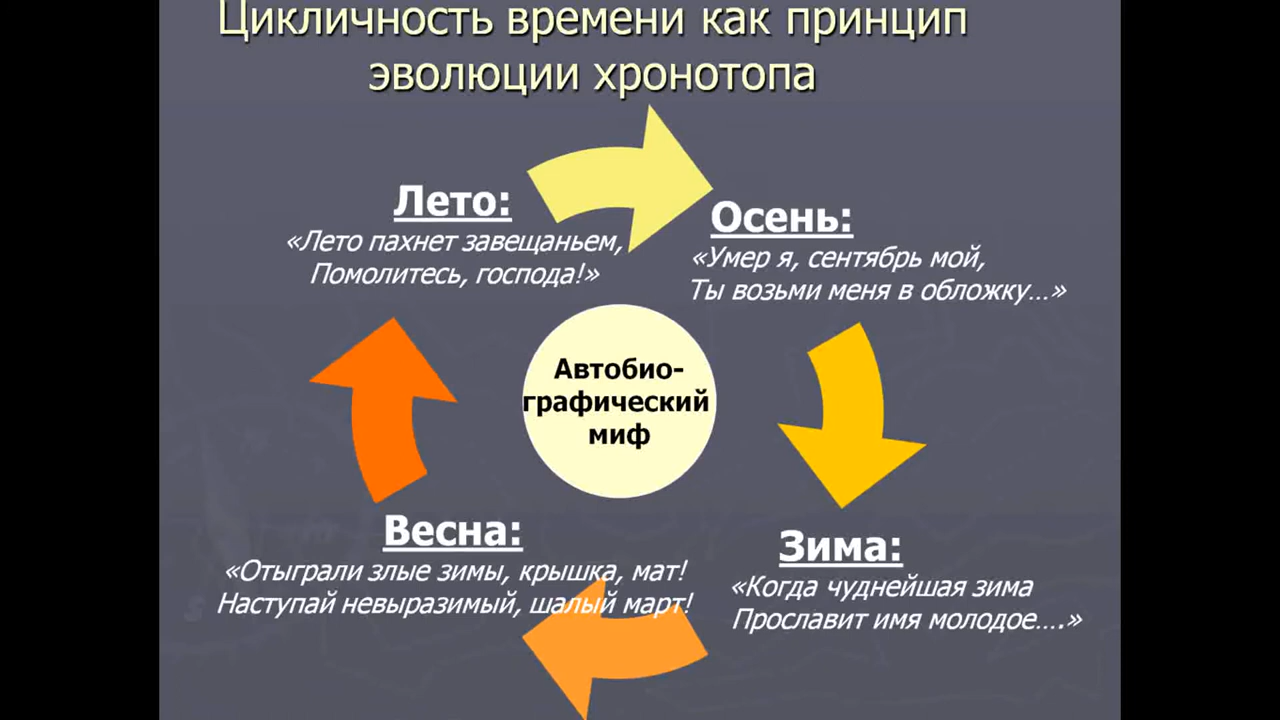 Цикличность времени как принцип
эволюции хронотопа
Лето:
«Лето пахнет завещаньем,
Помолитесь, господа!»
Осень:
«Умер я, сентябрь мой,
Ты возьми меня в обложку…»
Автобио-
графический
миф
Весна:
«Отыграли злые зимы, крышка, мат!
Наступай невыразимый, шалый март!
Зима:
«Когда чуднейшая зима
Прославит имя молодое….»